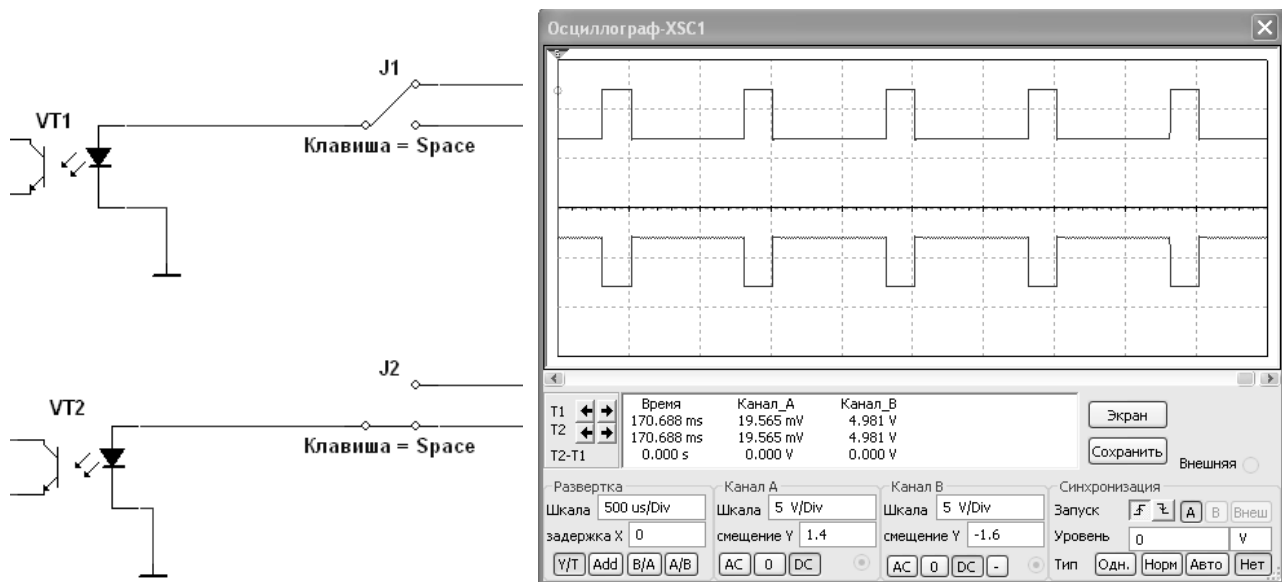 J1
VT1
Клавиша = Space
J2
VT2
Клавиша = Space
Осциллограф-XSC1
T1
T2
T2-T1
Время Канал_A Канал_B
170.688 ms 19.565 mV 4.981 V
170.688 ms 19.565 mV 4.981 V
0.000 s 0.000 V 0.000 V
Экран
Сохранить
Внешняя
Развертка
Шкала 500 us/Div
задержка X 0
Y/T Add B/A A/B
Канал A
Шкала 5 V/Div
смещение Y 1.4
AC 0 DC
Канал B
Шкала 5 V/Div
смещение Y -1.6
AC 0 DC -
Синхронизация
Запуск A B Внеш
Уровень 0 V
Тип Одн. Норм Авто Нет